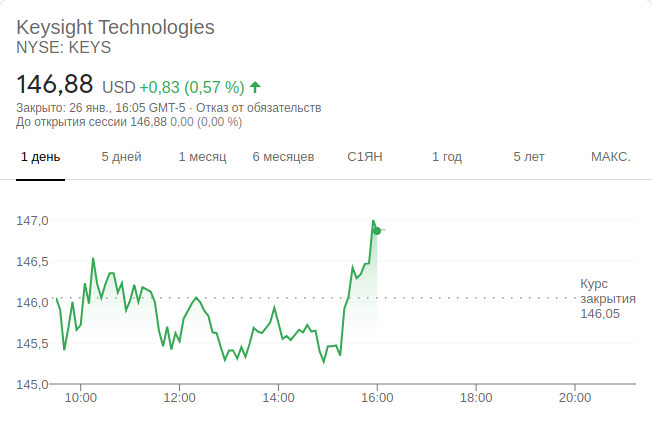 Keysight Technologies
NYSE: KEYS
146,88 USD +0,83 (0,57 %)
Закрыто: 26 янв., 16:05 GMT-5 · Отказ от обязательств
До открытия сессии 146,88 0,00 (0,00 %)
1 день 5 дней 1 месяц 6 месяцев С1ЯН 1 год 5 лет МАКС.
147,0
146,5
146,0
145,5
145,0
Курс
закрытия
146,05
10:00 12:00 14:00 16:00 18:00 20:00